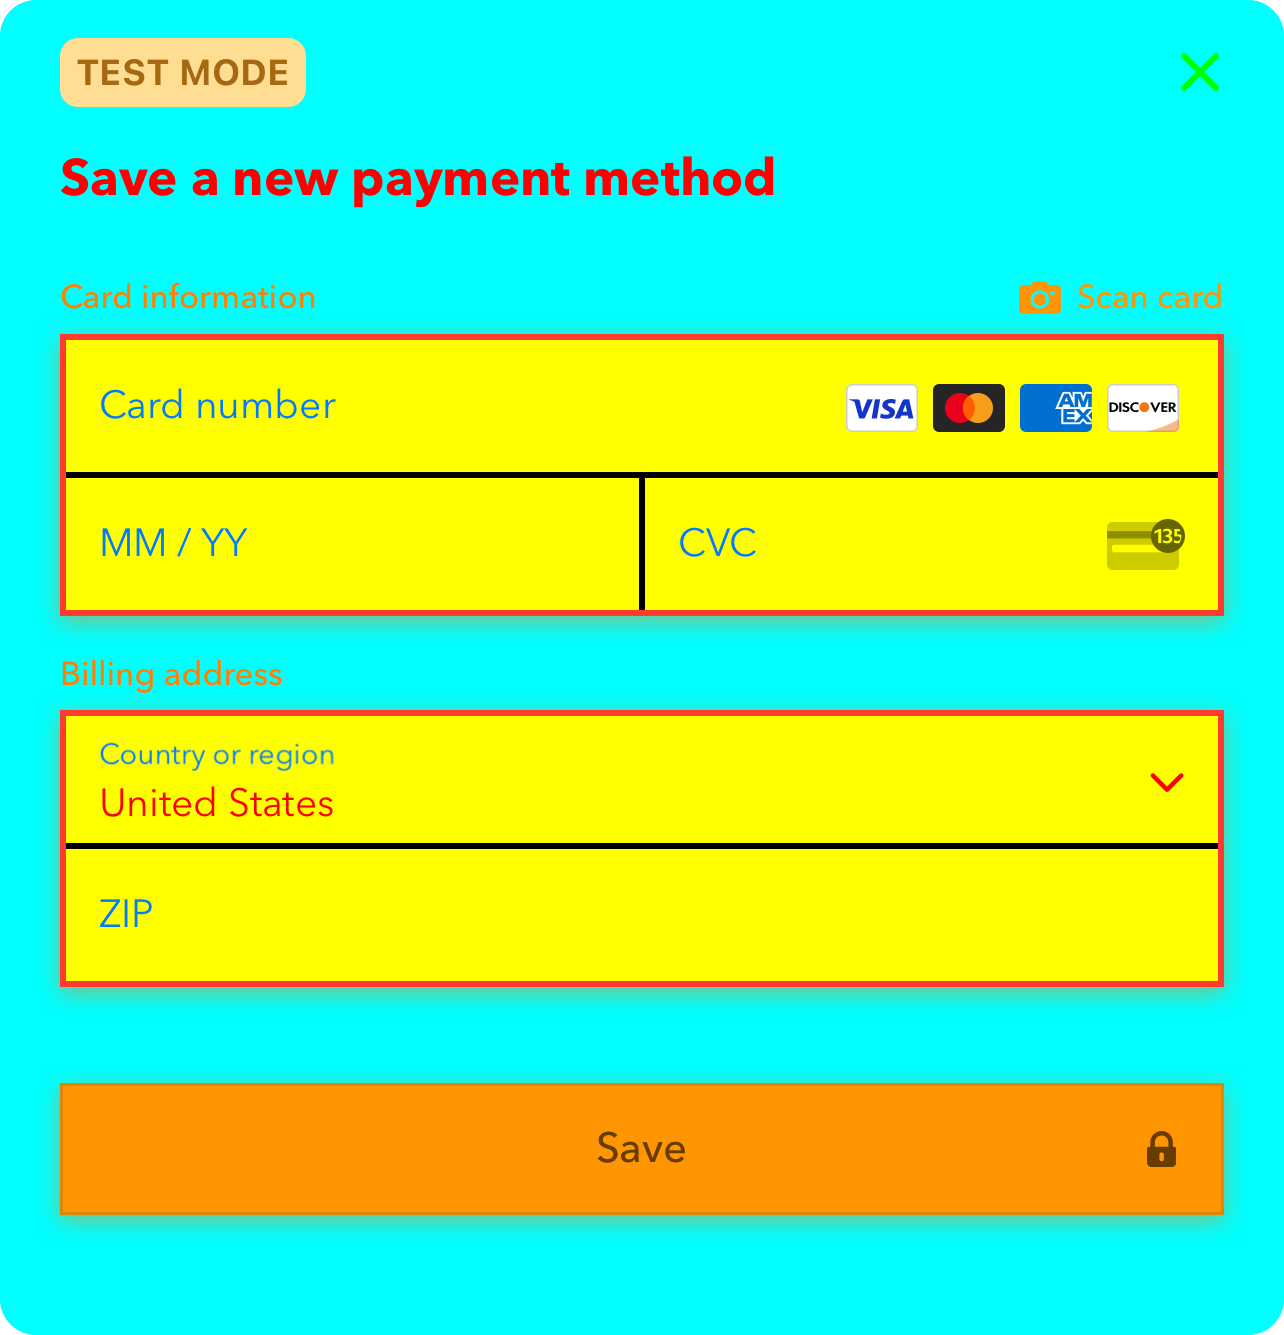 TEST MODE
Save a new payment method
Card information
Scan card
Card number
VISA
AM
EX
DISCOVER
MM / YY
CVC
135
Billing address
Country or region
United States
ZIP
Save